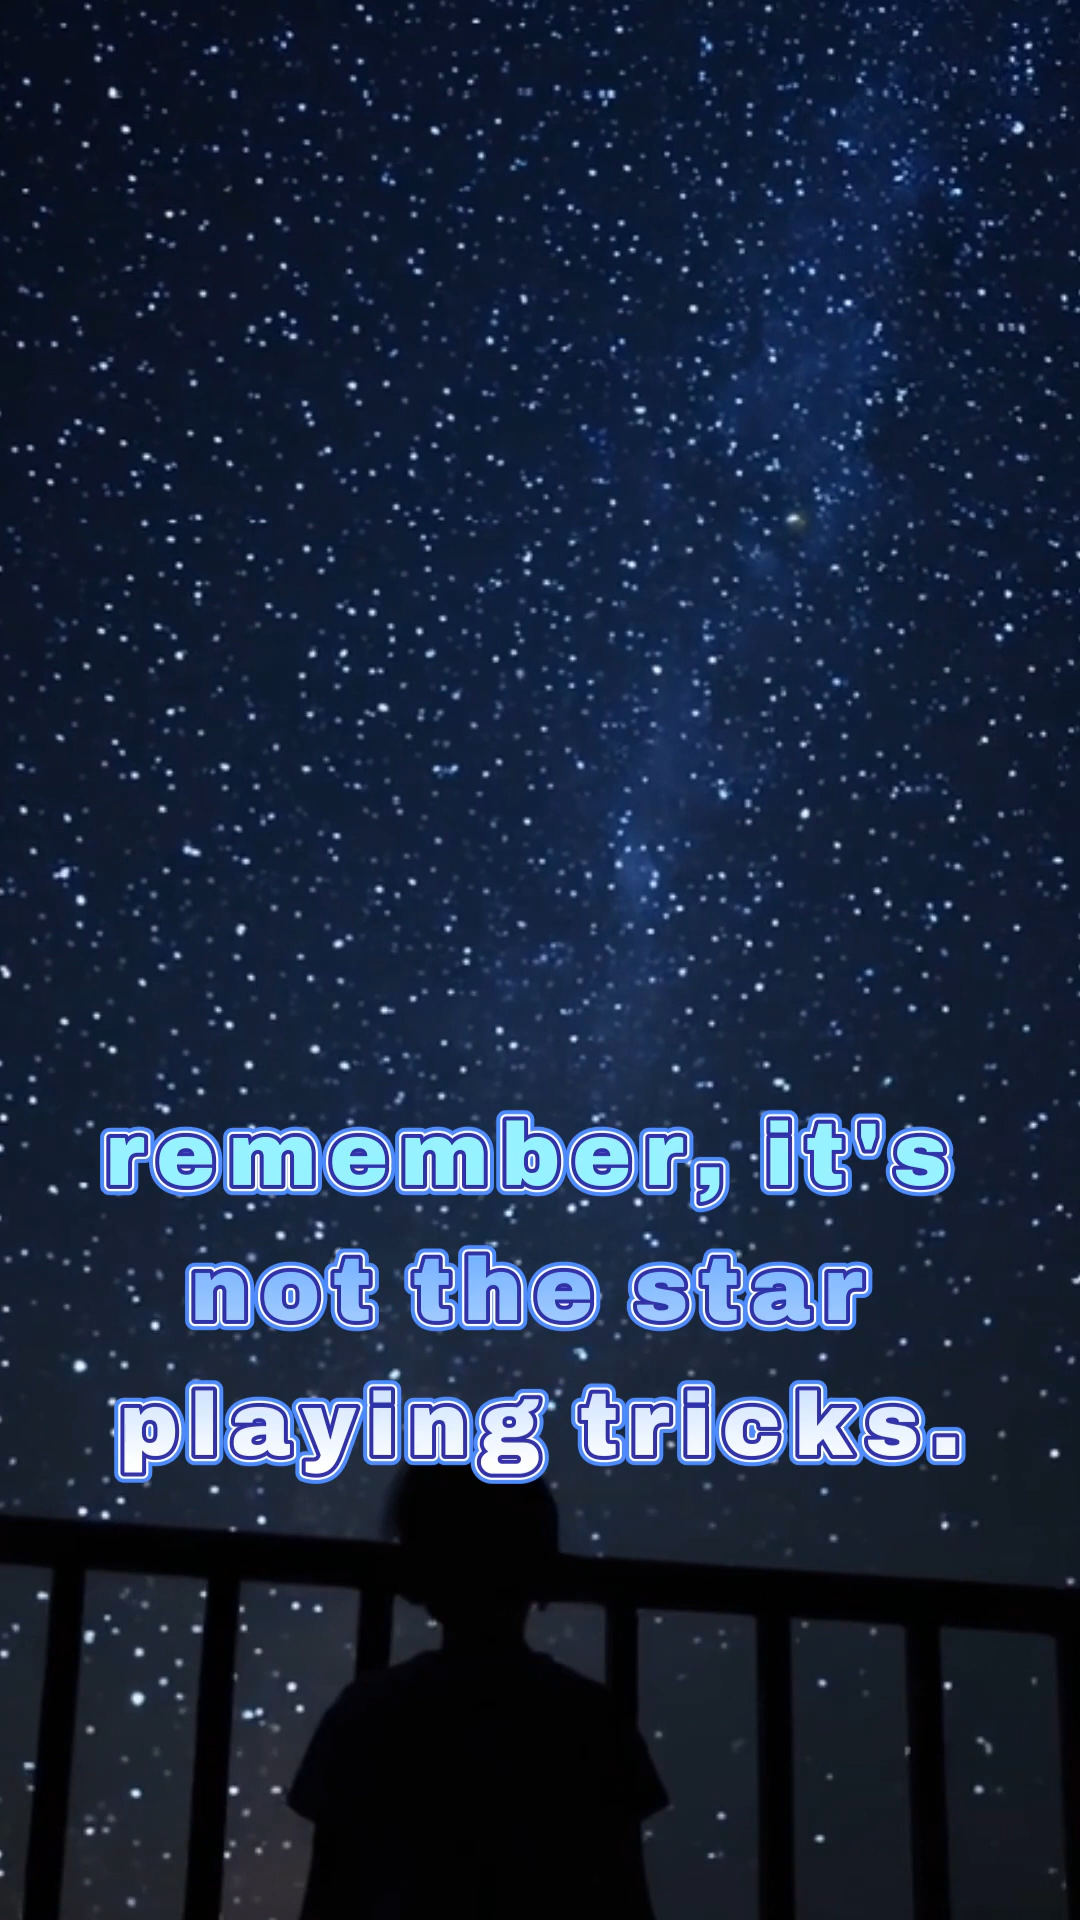 remember, it's
not the star
playing tricks.